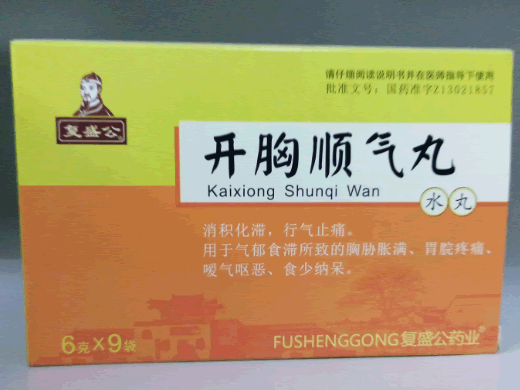 请仔细阅读说明书并在医师指导下使用
批准文号：国药准字Z13021857
复盛公
开胸顺气丸
Kaixiong Shunqi Wan
水丸
消积化滞，行气止痛。
用于气郁食滞所致的胸胁胀满、胃脘疼痛、
嗳气呕恶、食少纳呆。
6克×9袋
FUSHENGGONG复盛公药业®